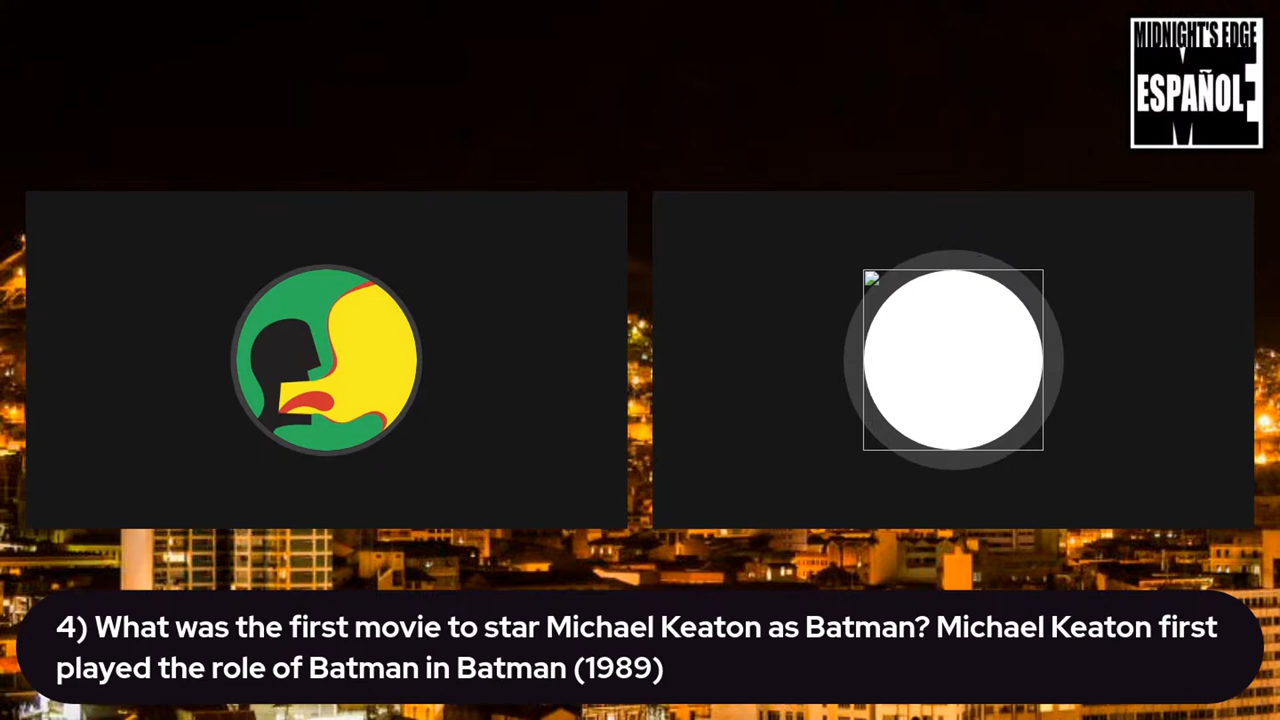 MIDNIGHT'S EDGE
ESPAÑOL
4) What was the first movie to star Michael Keaton as Batman? Michael Keaton first
played the role of Batman in Batman (1989)